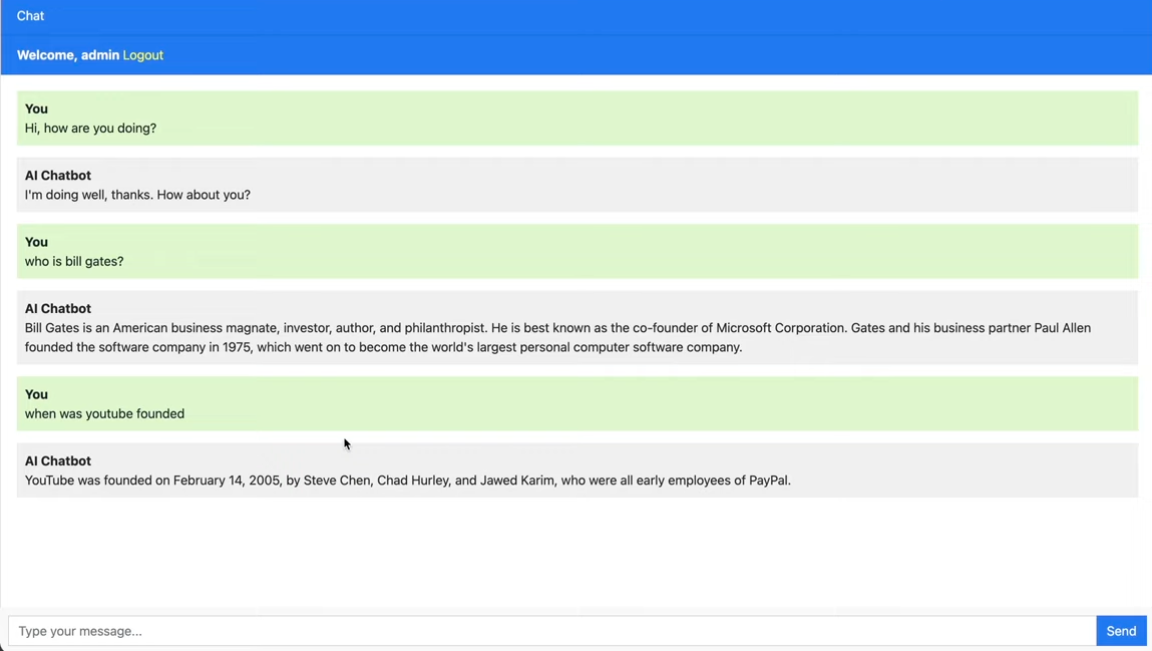 Chat
Welcome, admin Logout
You
Hi, how are you doing?
AI Chatbot
I'm doing well, thanks. How about you?
You
who is bill gates?
AI Chatbot
Bill Gates is an American business magnate, investor, author, and philanthropist. He is best known as the co-founder of Microsoft Corporation. Gates and his business partner Paul Allen
founded the software company in 1975, which went on to become the world's largest personal computer software company.
You
when was youtube founded
AI Chatbot
YouTube was founded on February 14, 2005, by Steve Chen, Chad Hurley, and Jawed Karim, who were all early employees of PayPal.
Type your message... Send